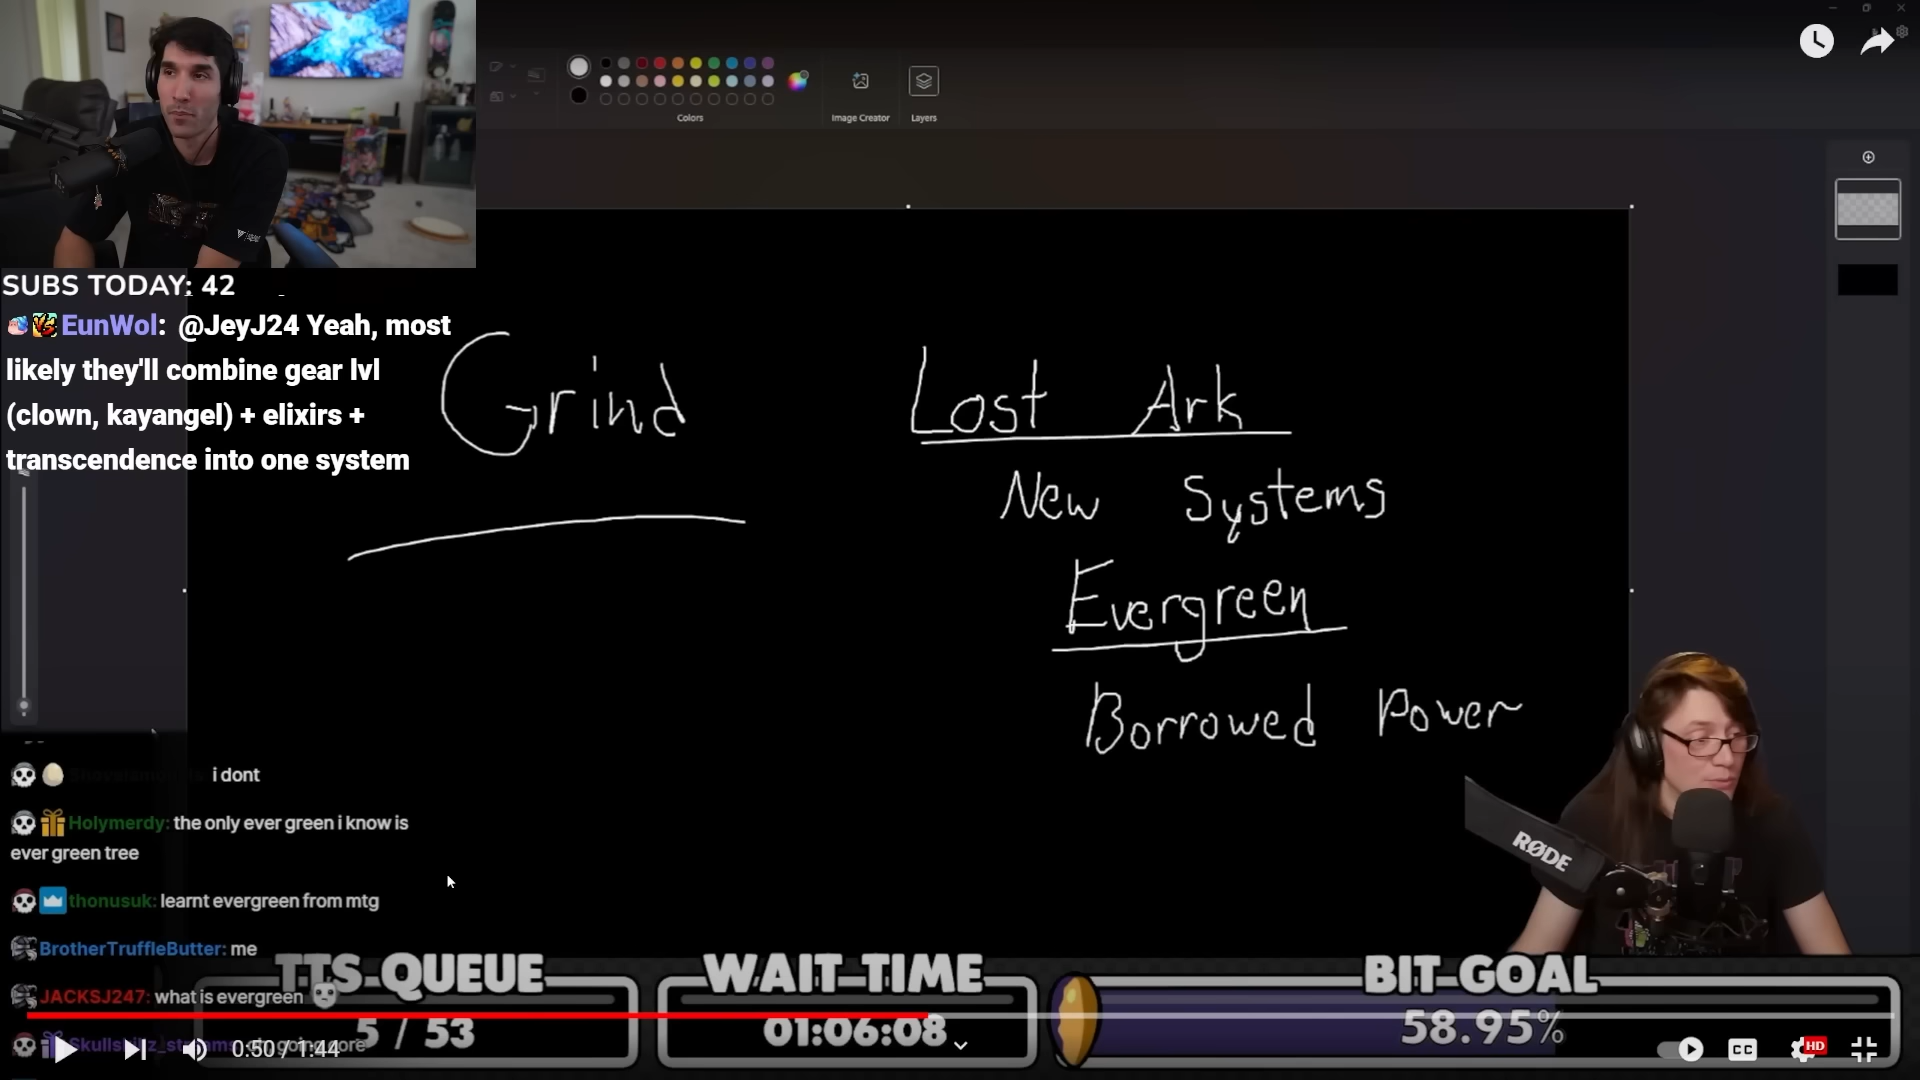 Colors
Image Creator
Layers
SUBS TODAY: 42
EunWol: @JeyJ24 Yeah, most
likely they'll combine gear lvl
(clown, kayangel) + elixirs +
transcendence into one system
Grind
Lost Ark
New Systems
Evergreen
Borrowed Power
RØDE
i dont
Holymerdy: the only ever green i know is
ever green tree
thonusuk: learnt evergreen from mtg
BrotherTruffleButter: me
JACKSJ247: what is evergreen
TTS QUEUE
5 / 53
WAIT TIME
01:06:08
BIT GOAL
58.95%
0:50 / 1:44
CC
HD